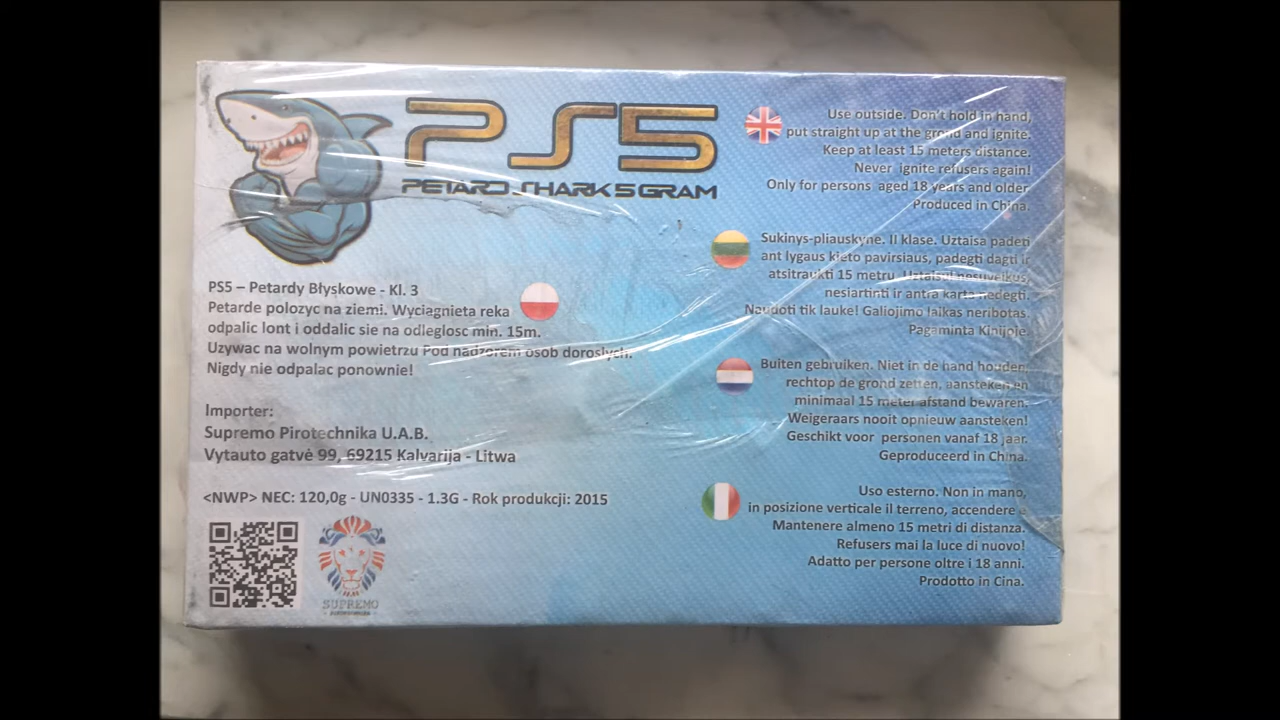 PS5
PETARD SHARK 5 GRAM
PS5 – Petardy Błyskowe - Kl. 3
Petarde polozyc na ziemi. Wyciagnieta reka
odpalic lont i oddalic sie na odleglosc min. 15m.
Uzywac na wolnym powietrzu Pod nadzorem osob doroslych.
Nigdy nie odpalac ponownie!
Importer:
Supremo Pirotechnika U.A.B.
Vytauto gatvė 99, 69215 Kalvarija - Litwa
<NWP> NEC: 120,0g - UN0335 - 1.3G - Rok produkcji: 2015
SUPREMO
Use outside. Don't hold in hand,
put straight up at the grond and ignite.
Keep at least 15 meters distance.
Never ignite refusers again!
Only for persons aged 18 years and older.
Produced in China.
Sukinys-pliauskyne. II klase. Uztaisa padeti
ant lygaus kieto pavirsiaus, padegti dagti ir
atsitraukti 15 metru. Uztaisui nesuveikus,
nesiartinti ir antra karta nedegti.
Naudoti tik lauke! Galiojimo laikas neribotas.
Pagaminta Kinijoje.
Buiten gebruiken. Niet in de hand houden,
rechtop de grond zetten, aansteken en
minimaal 15 meter afstand bewaren.
Weigeraars nooit opnieuw aansteken!
Geschikt voor personen vanaf 18 jaar.
Geproduceerd in China.
Uso esterno. Non in mano,
in posizione verticale il terreno, accendere e
Mantenere almeno 15 metri di distanza.
Refusers mai la luce di nuovo!
Adatto per persone oltre i 18 anni.
Prodotto in Cina.